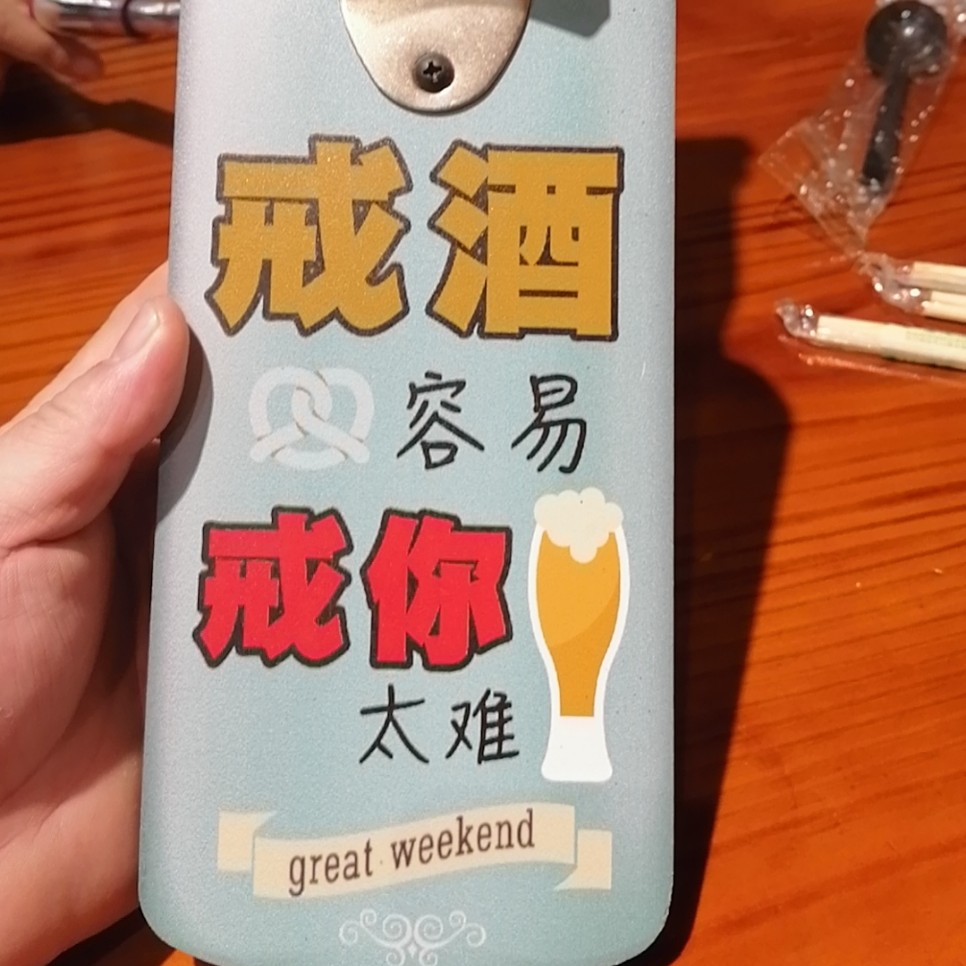 戒酒
容易
戒你
太难
great weekend